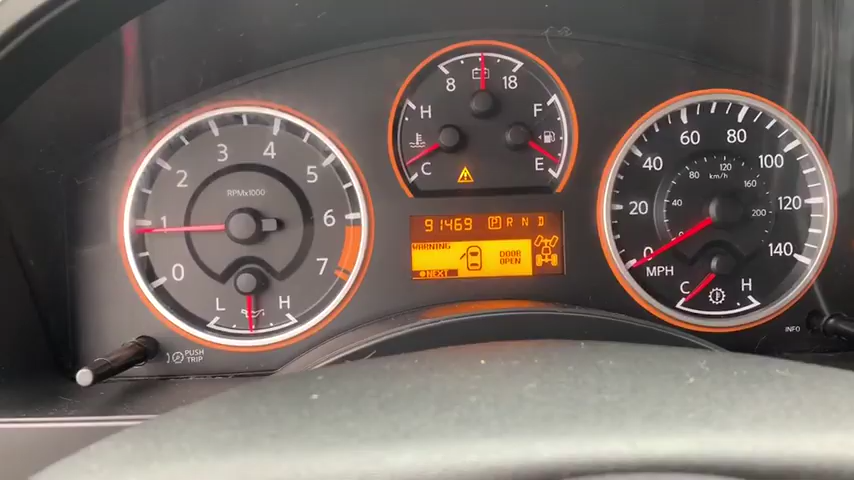 8 18
H F
C E
0 1 2 3 4 5 6 7
RPMx1000
L H
PUSH
TRIP
91469 P R N D
WARNING
DOOR
OPEN
NEXT
0 20 40 60 80 100 120 140
MPH
40 80 120 160 200
km/h
C H
INFO